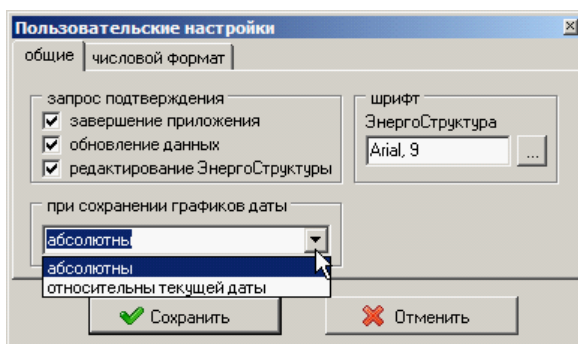 Пользовательские настройки
общие
числовой формат
запрос подтверждения
завершение приложения
обновление данных
редактирование ЭнергоСтруктуры
шрифт
ЭнергоСтруктура
Arial, 9
...
при сохранении графиков даты
абсолютны
абсолютны
относительны текущей даты
Сохранить
Отменить